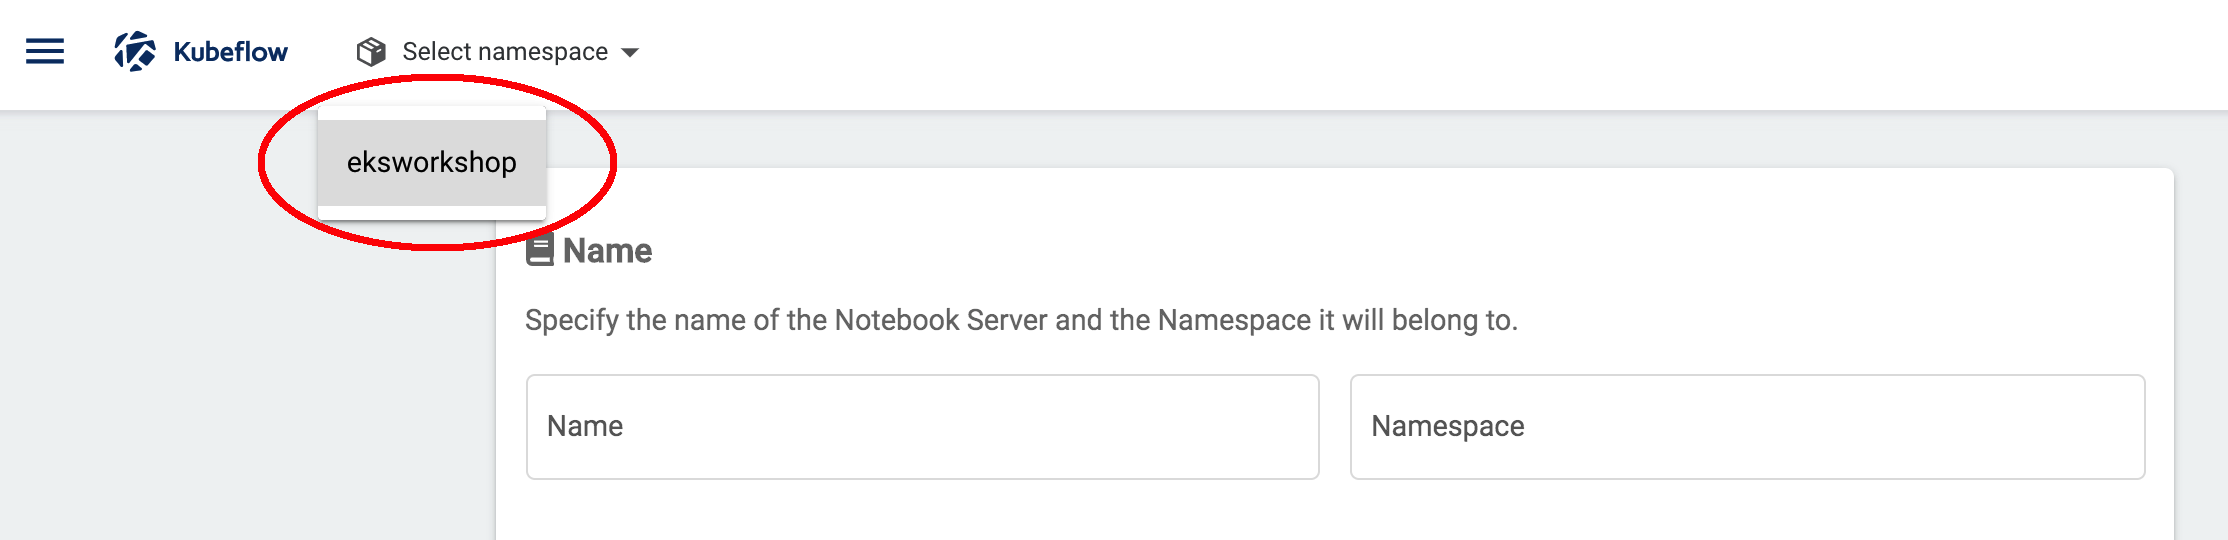 Kubeflow
Select namespace
eksworkshop
Name
Specify the name of the Notebook Server and the Namespace it will belong to.
Name
Namespace